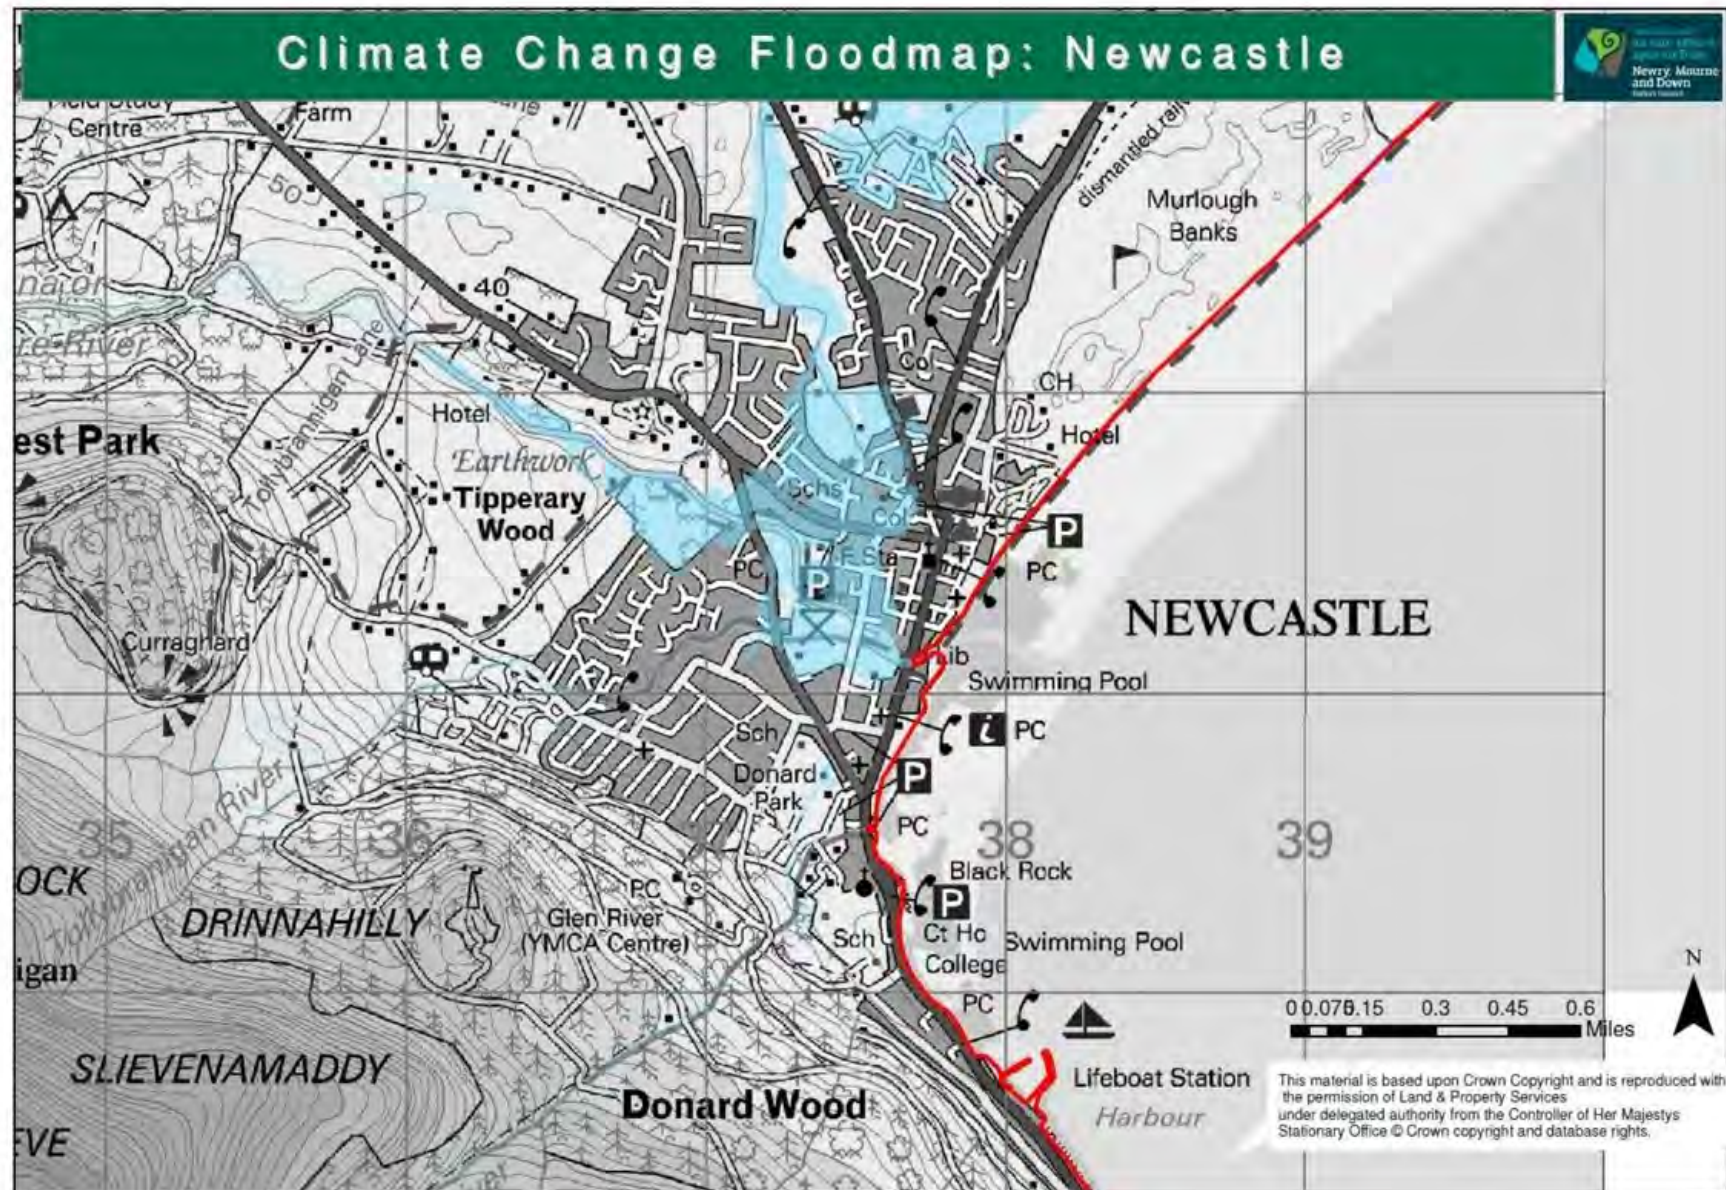 Climate Change Floodmap: Newcastle
Newry, Mourne
and Down
Centre
Farm
dismantled
Murlough
Banks
50
40
Tollybrannigan Lane
CH
Hotel
Hotel
est Park
Earthwork
Tipperary
Wood
Schs
Col
P
F Sta
PC
P
PC
NEWCASTLE
Curraghard
Lib
Swimming Pool
i
PC
Sch
Donard
Park
P
PC
Tollymanigan River
35
36
38
39
Black Rock
P
OCK
DRINNAHILLY
PC
Glen River
(YMCA Centre)
Sch
Ct Ho
College
Swimming Pool
igan
PC
N
0 0.075 0.15 0.3 0.45 0.6
Miles
SLIEVENAMADDY
Donard Wood
Lifeboat Station
Harbour
EVE
This material is based upon Crown Copyright and is reproduced with
the permission of Land & Property Services
under delegated authority from the Controller of Her Majestys
Stationary Office © Crown copyright and database rights.